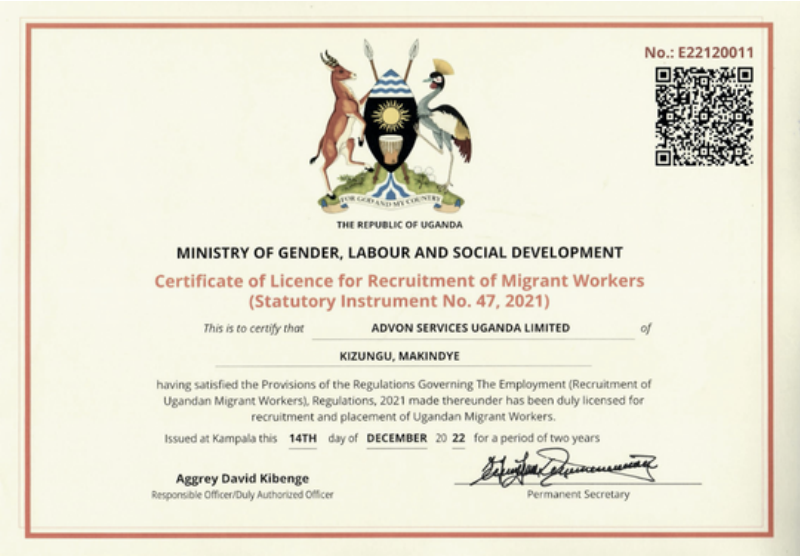 No.: E22120011
FOR GOD AND MY COUNTRY
THE REPUBLIC OF UGANDA
MINISTRY OF GENDER, LABOUR AND SOCIAL DEVELOPMENT
Certificate of Licence for Recruitment of Migrant Workers
(Statutory Instrument No. 47, 2021)
This is to certify that ADVON SERVICES UGANDA LIMITED of
KIZUNGU, MAKINDYE
having satisfied the Provisions of the Regulations Governing The Employment (Recruitment of
Ugandan Migrant Workers), Regulations, 2021 made thereunder has been duly licensed for
recruitment and placement of Ugandan Migrant Workers.
Issued at Kampala this 14TH day of DECEMBER 20 22 for a period of two years
Aggrey David Kibenge
Responsible Officer/Duly Authorized Officer
Permanent Secretary